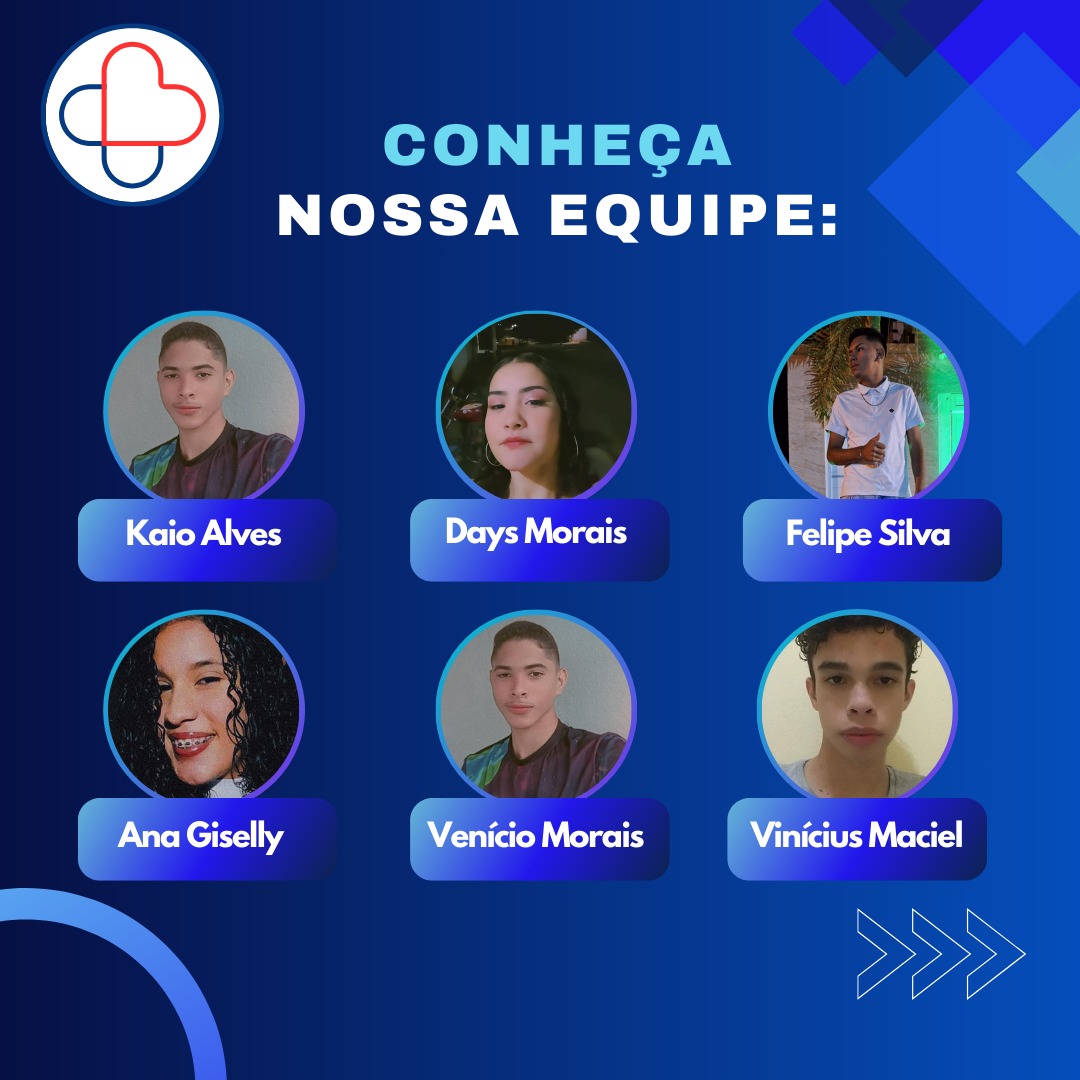 CONHEÇA
NOSSA EQUIPE:
Kaio Alves
Days Morais
Felipe Silva
Ana Giselly
Venício Morais
Vinícius Maciel